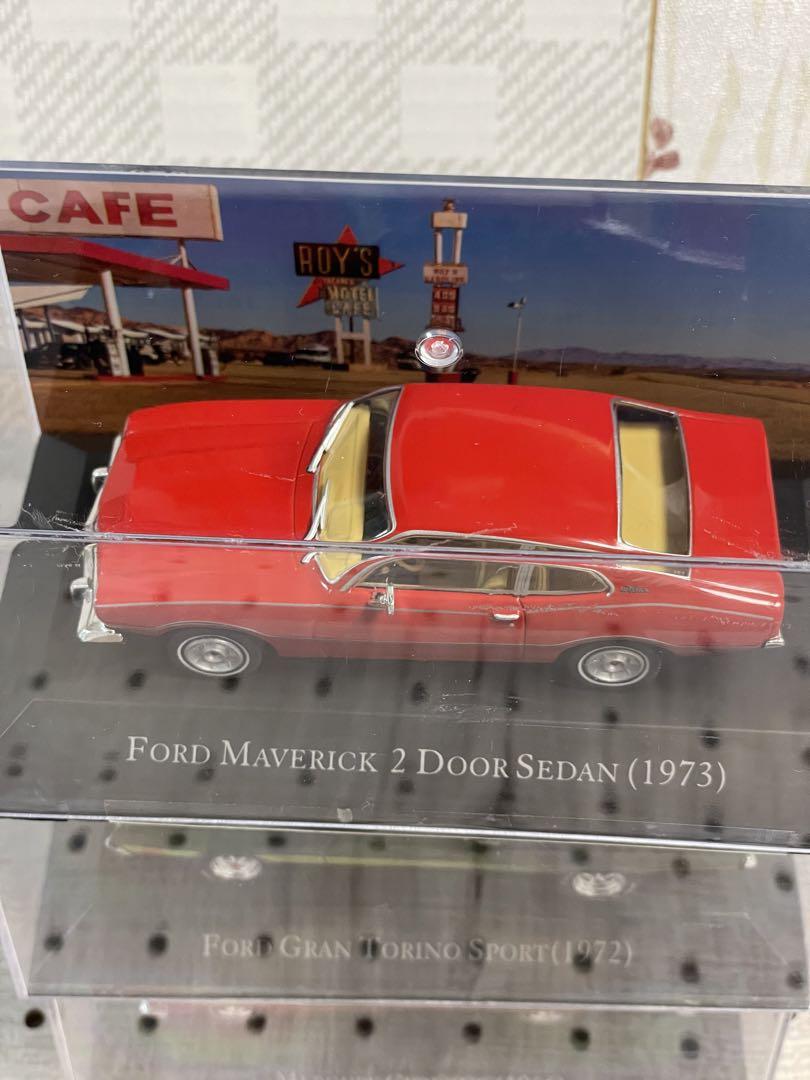 CAFE
ROY'S
MOTEL
CAFE
FORD MAVERICK 2 DOOR SEDAN (1973)
FORD GRAN TORINO SPORT (1972)